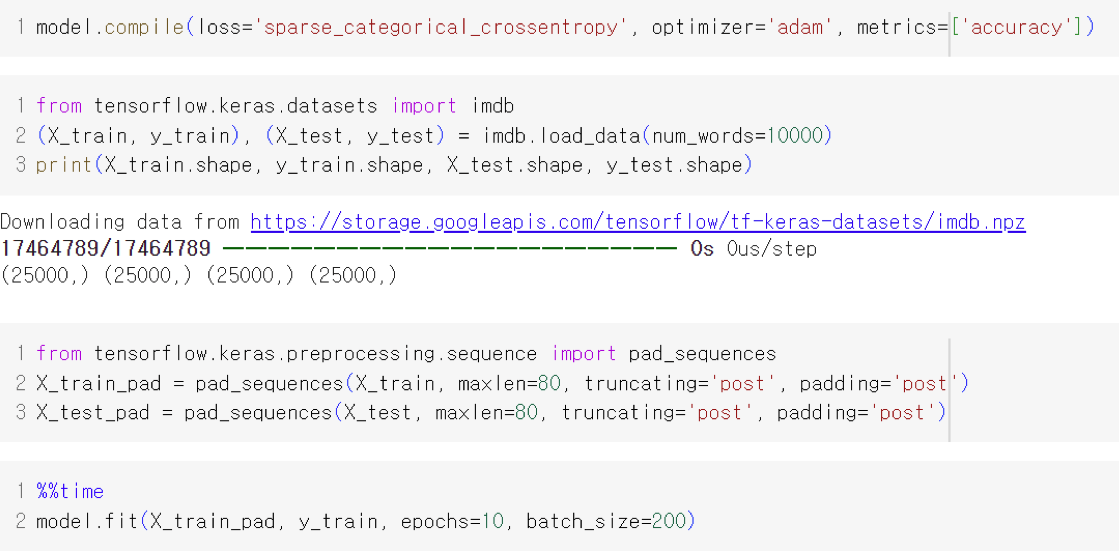 1 model.compile(loss='sparse_categorical_crossentropy', optimizer='adam', metrics=['accuracy'])
1 from tensorflow.keras.datasets import imdb
2 (X_train, y_train), (X_test, y_test) = imdb.load_data(num_words=10000)
3 print(X_train.shape, y_train.shape, X_test.shape, y_test.shape)
Downloading data from https://storage.googleapis.com/tensorflow/tf-keras-datasets/imdb.npz
17464789/17464789 ━━━━━━━━━━━━━━━━━━━━ 0s 0us/step
(25000,) (25000,) (25000,) (25000,)
1 from tensorflow.keras.preprocessing.sequence import pad_sequences
2 X_train_pad = pad_sequences(X_train, maxlen=80, truncating='post', padding='post')
3 X_test_pad = pad_sequences(X_test, maxlen=80, truncating='post', padding='post')
1 %%time
2 model.fit(X_train_pad, y_train, epochs=10, batch_size=200)